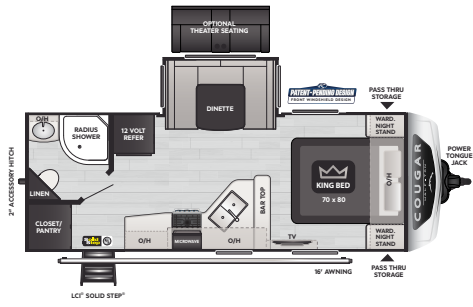 OPTIONAL
THEATER SEATING
DINETTE
PATENT-PENDING DESIGN
FRONT WINDSHIELD DESIGN
PASS THRU
STORAGE
O/H
RADIUS
SHOWER
12 VOLT
REFER
WARD.
NIGHT
STAND
POWER
TONGUE
JACK
2" ACCESSORY HITCH
LINEN
CLOSET/
PANTRY
KING BED
70 x 80
O/H
COUGAR
BAR TOP
Solid
Step
O/H
MICROWAVE
O/H
TV
WARD.
NIGHT
STAND
16' AWNING
PASS THRU
STORAGE
LCI® SOLID STEP®